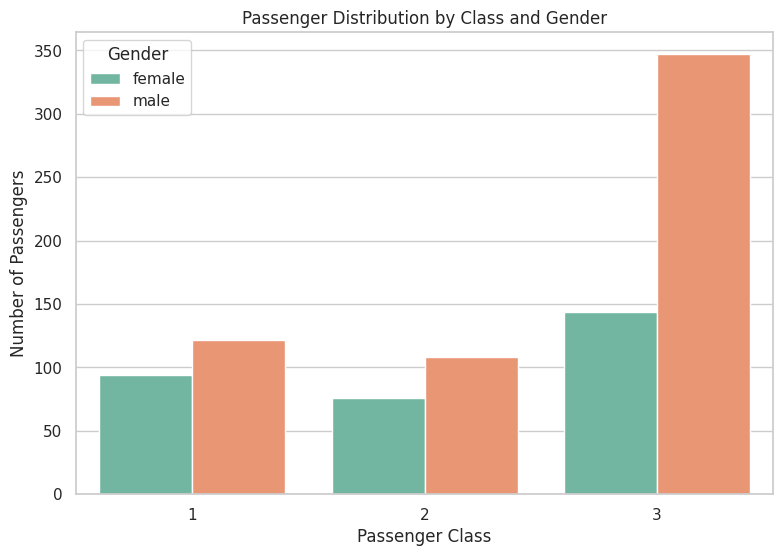 Passenger Distribution by Class and Gender
Gender
female
male
Number of Passengers
350
300
250
200
150
100
50
0
1 2 3
Passenger Class